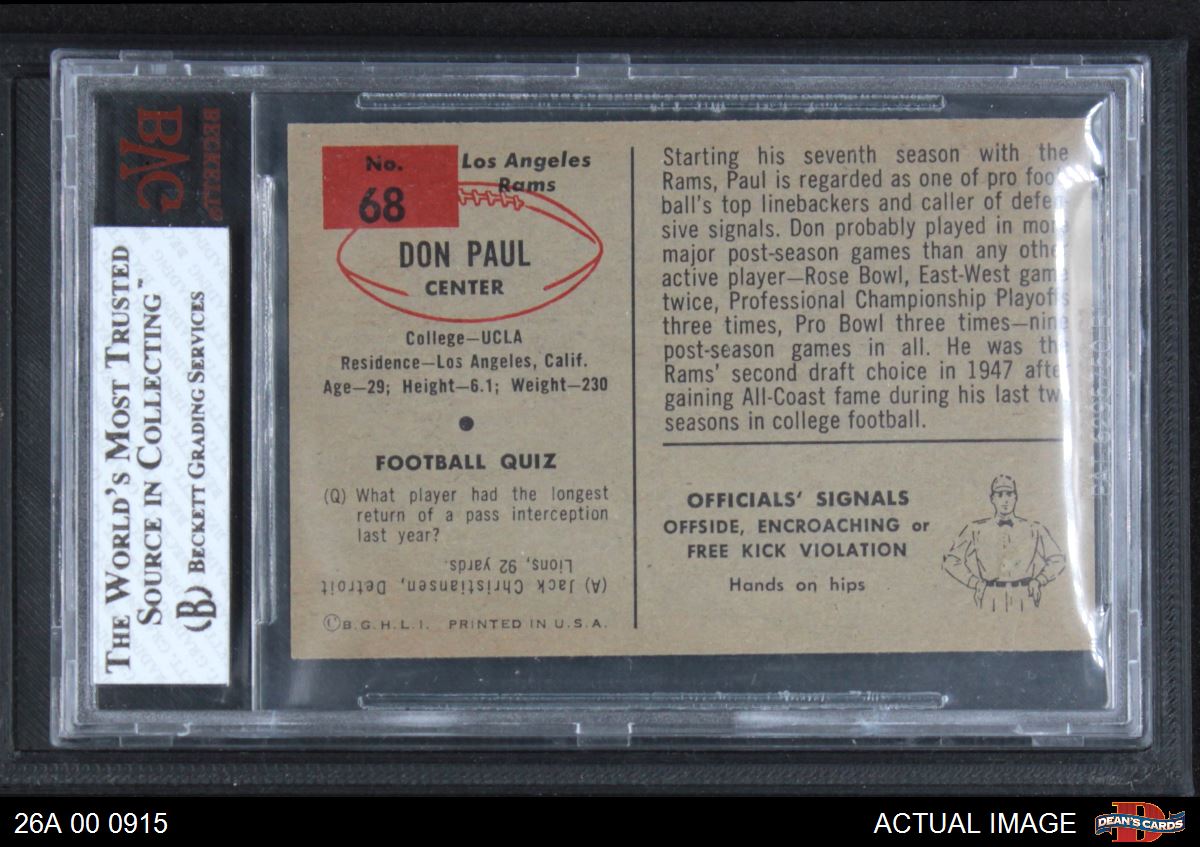 BECKETT®
BVG
THE WORLD'S MOST TRUSTED
SOURCE IN COLLECTING™
(B) BECKETT GRADING SERVICES
No.
68
Los Angeles
Rams
DON PAUL
CENTER
College—UCLA
Residence—Los Angeles, Calif.
Age—29; Height—6.1; Weight—230
FOOTBALL QUIZ
(Q) What player had the longest
return of a pass interception
last year?
(A) Jack Christiansen, Detroit
Lions, 92 yards.
©B.G.H.L.I. PRINTED IN U.S.A.
Starting his seventh season with the
Rams, Paul is regarded as one of pro foot-
ball's top linebackers and caller of defen-
sive signals. Don probably played in more
major post-season games than any other
active player—Rose Bowl, East-West game
twice, Professional Championship Playoffs
three times, Pro Bowl three times—nine
post-season games in all. He was the
Rams' second draft choice in 1947 after
gaining All-Coast fame during his last two
seasons in college football.
OFFICIALS' SIGNALS
OFFSIDE, ENCROACHING or
FREE KICK VIOLATION
Hands on hips
26A 00 0915
ACTUAL IMAGE
D
DEAN'S CARDS